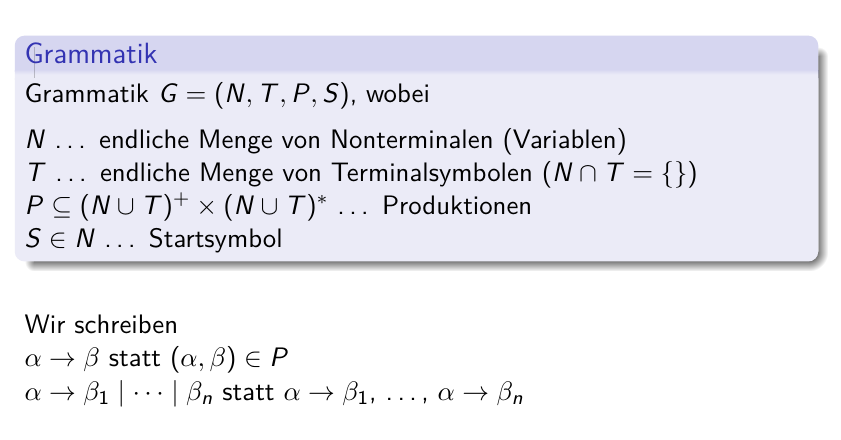 Grammatik
Grammatik G = (N, T, P, S), wobei
N … endliche Menge von Nonterminalen (Variablen)
T … endliche Menge von Terminalsymbolen (N ∩ T = {})
P ⊆ (N ∪ T)⁺ × (N ∪ T)* … Produktionen
S ∈ N … Startsymbol
Wir schreiben
α → β statt (α, β) ∈ P
α → β₁ | ··· | βₙ statt α → β₁, …, α → βₙ